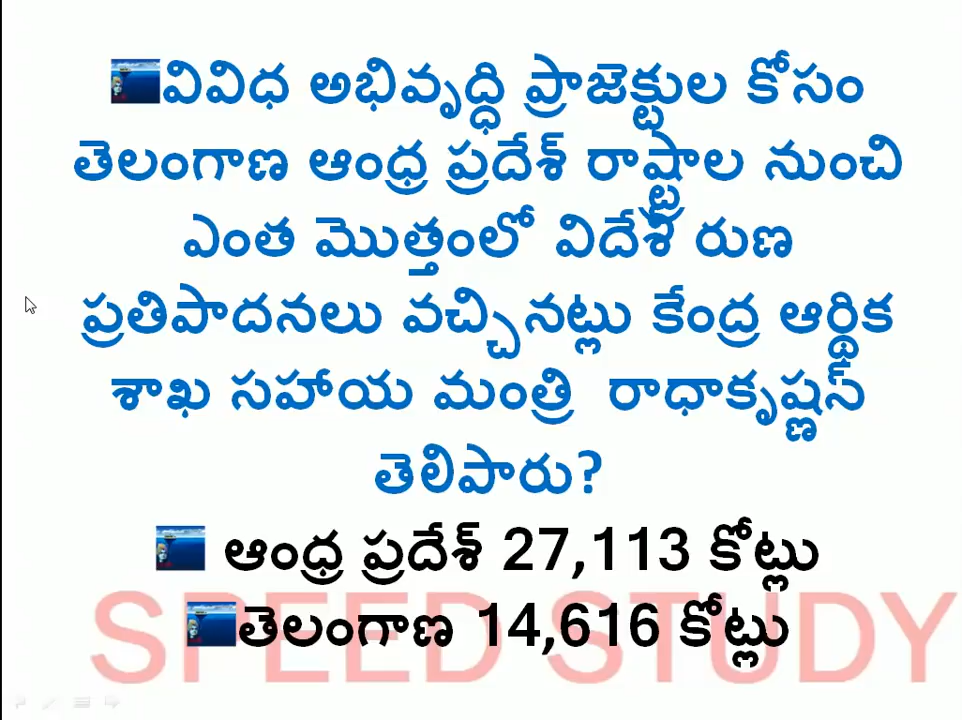 వివిధ అభివృద్ధి ప్రాజెక్టుల కోసం
తెలంగాణ ఆంధ్ర ప్రదేశ్ రాష్ట్రాల నుంచి
ఎంత మొత్తంలో విదేశీ రుణ
ప్రతిపాదనలు వచ్చినట్లు కేంద్ర ఆర్థిక
శాఖ సహాయ మంత్రి రాధాకృష్ణన్
తెలిపారు?
ఆంధ్ర ప్రదేశ్ 27,113 కోట్లు
తెలంగాణ 14,616 కోట్లు
SPEED STUDY